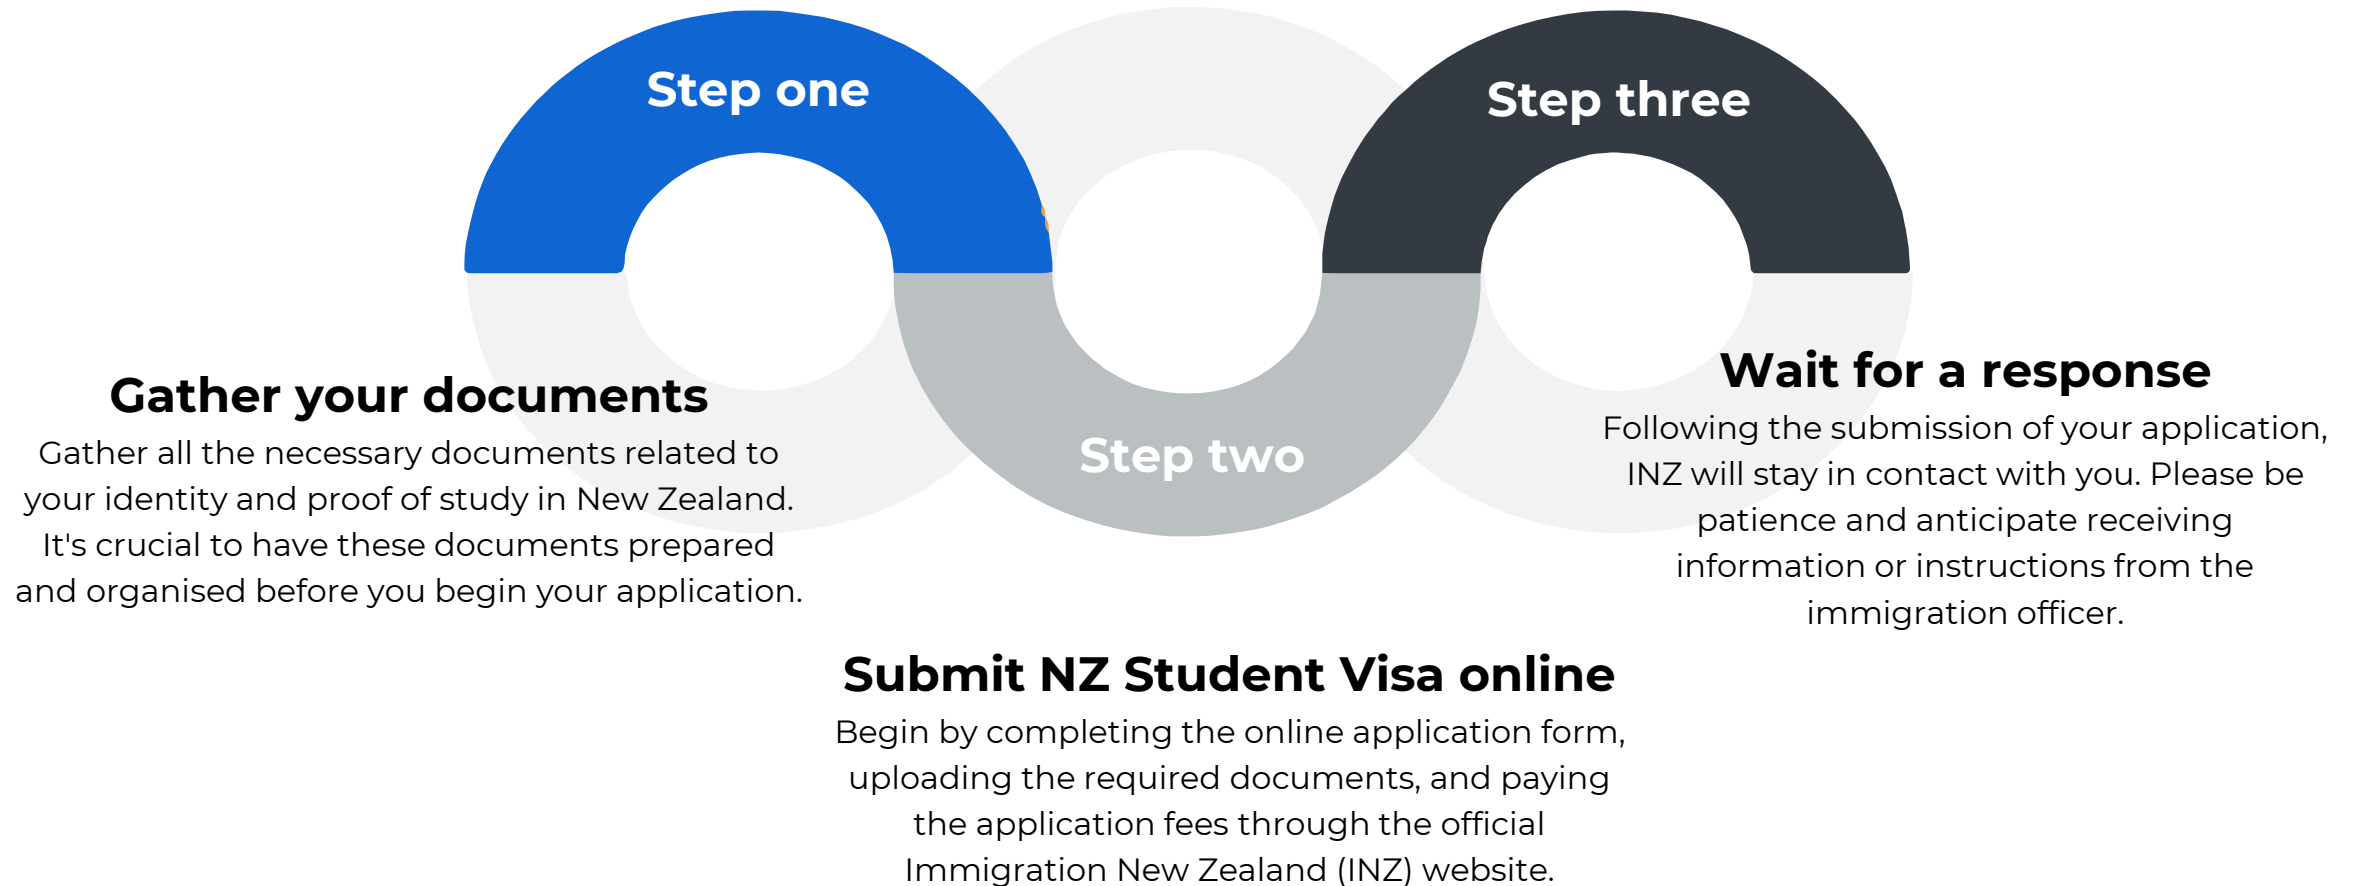 Step one
Gather your documents
Gather all the necessary documents related to
your identity and proof of study in New Zealand.
It's crucial to have these documents prepared
and organised before you begin your application.
Step two
Submit NZ Student Visa online
Begin by completing the online application form,
uploading the required documents, and paying
the application fees through the official
Immigration New Zealand (INZ) website.
Step three
Wait for a response
Following the submission of your application,
INZ will stay in contact with you. Please be
patience and anticipate receiving
information or instructions from the
immigration officer.